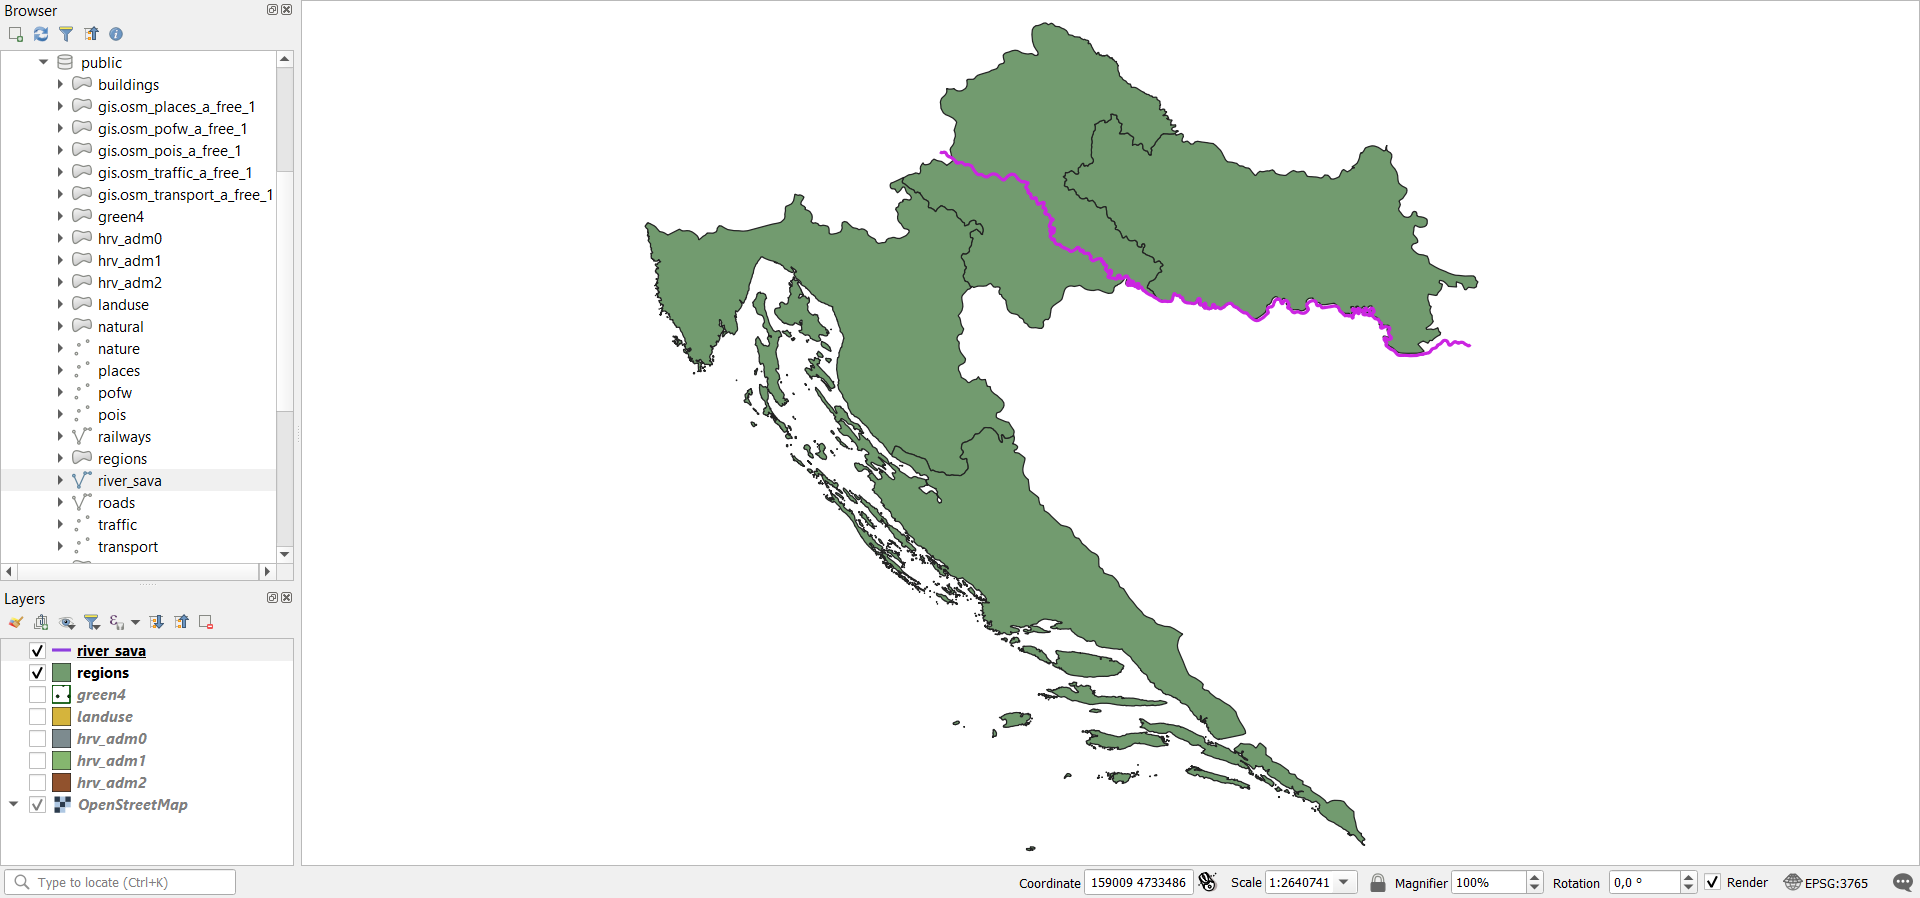 Browser
public
buildings
gis.osm_places_a_free_1
gis.osm_pofw_a_free_1
gis.osm_pois_a_free_1
gis.osm_traffic_a_free_1
gis.osm_transport_a_free_1
green4
hrv_adm0
hrv_adm1
hrv_adm2
landuse
natural
nature
places
pofw
pois
railways
regions
river_sava
roads
traffic
transport
Layers
river_sava
regions
green4
landuse
hrv_adm0
hrv_adm1
hrv_adm2
OpenStreetMap
Type to locate (Ctrl+K)
Coordinate 159009 4733486 Scale 1:2640741 Magnifier 100% Rotation 0,0 ° Render EPSG:3765